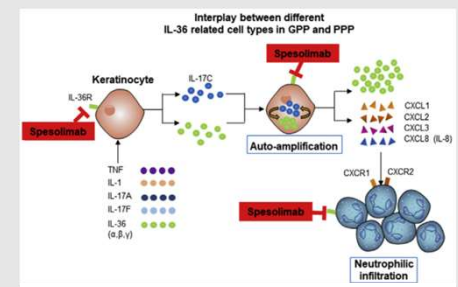 Interplay between different
IL-36 related cell types in GPP and PPP
Spesolimab
Keratinocyte
IL-17C
IL-36R
Spesolimab
Auto-amplification
CXCL1
CXCL2
CXCL3
CXCL8 (IL-8)
TNF
IL-1
IL-17A
IL-17F
IL-36
(α,β,γ)
CXCR1
CXCR2
Spesolimab
Neutrophilic
infiltration